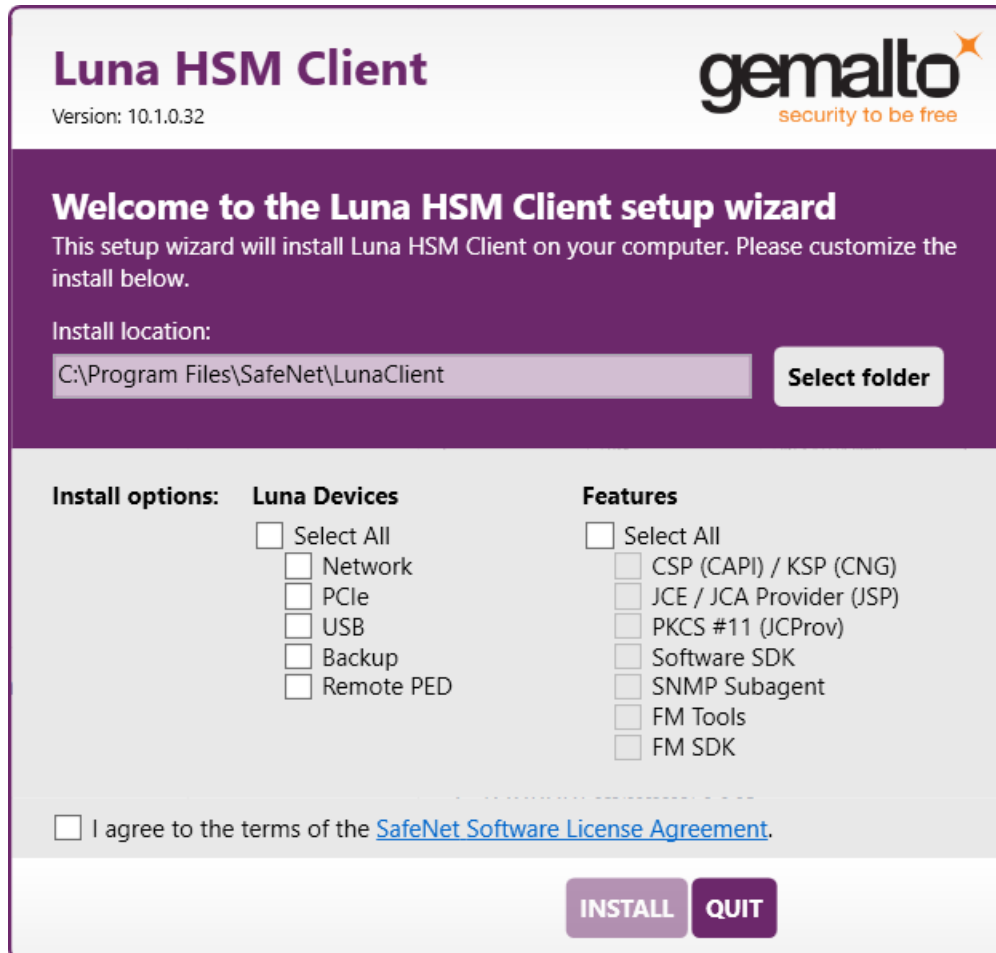 Luna HSM Client
gemalto
security to be free
Version: 10.1.0.32
Welcome to the Luna HSM Client setup wizard
This setup wizard will install Luna HSM Client on your computer. Please customize the
install below.
Install location:
C:\Program Files\SafeNet\LunaClient
Select folder
Install options:
Luna Devices
Select All
Network
PCIe
USB
Backup
Remote PED
Features
Select All
CSP (CAPI) / KSP (CNG)
JCE / JCA Provider (JSP)
PKCS #11 (JCProv)
Software SDK
SNMP Subagent
FM Tools
FM SDK
I agree to the terms of the SafeNet Software License Agreement.
INSTALL
QUIT